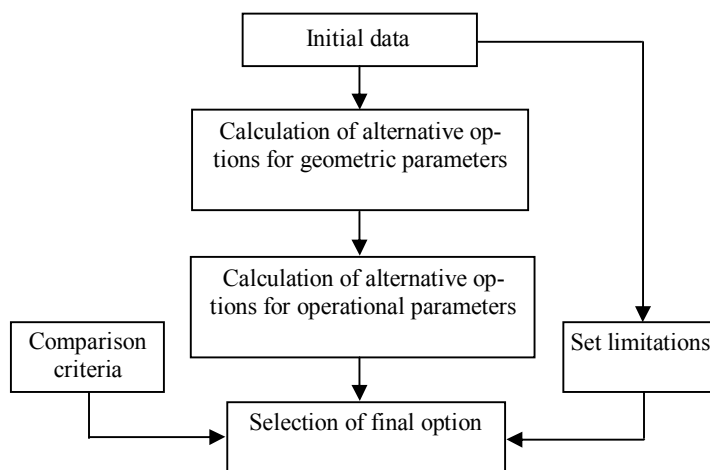 Initial data
Calculation of alternative op-
tions for geometric parameters
Calculation of alternative op-
tions for operational parameters
Comparison
criteria
Set limitations
Selection of final option